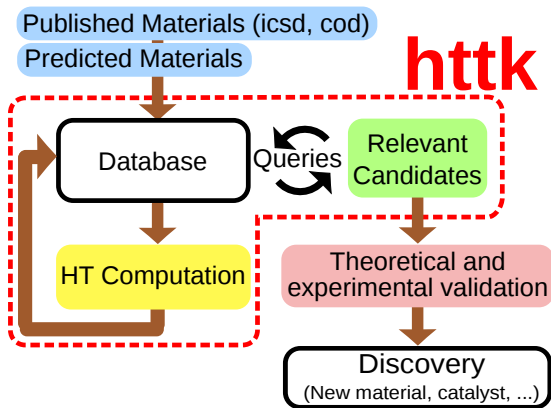 Published Materials (icsd, cod)
Predicted Materials
httk
Database
Queries
Relevant
Candidates
HT Computation
Theoretical and
experimental validation
Discovery
(New material, catalyst, ...)